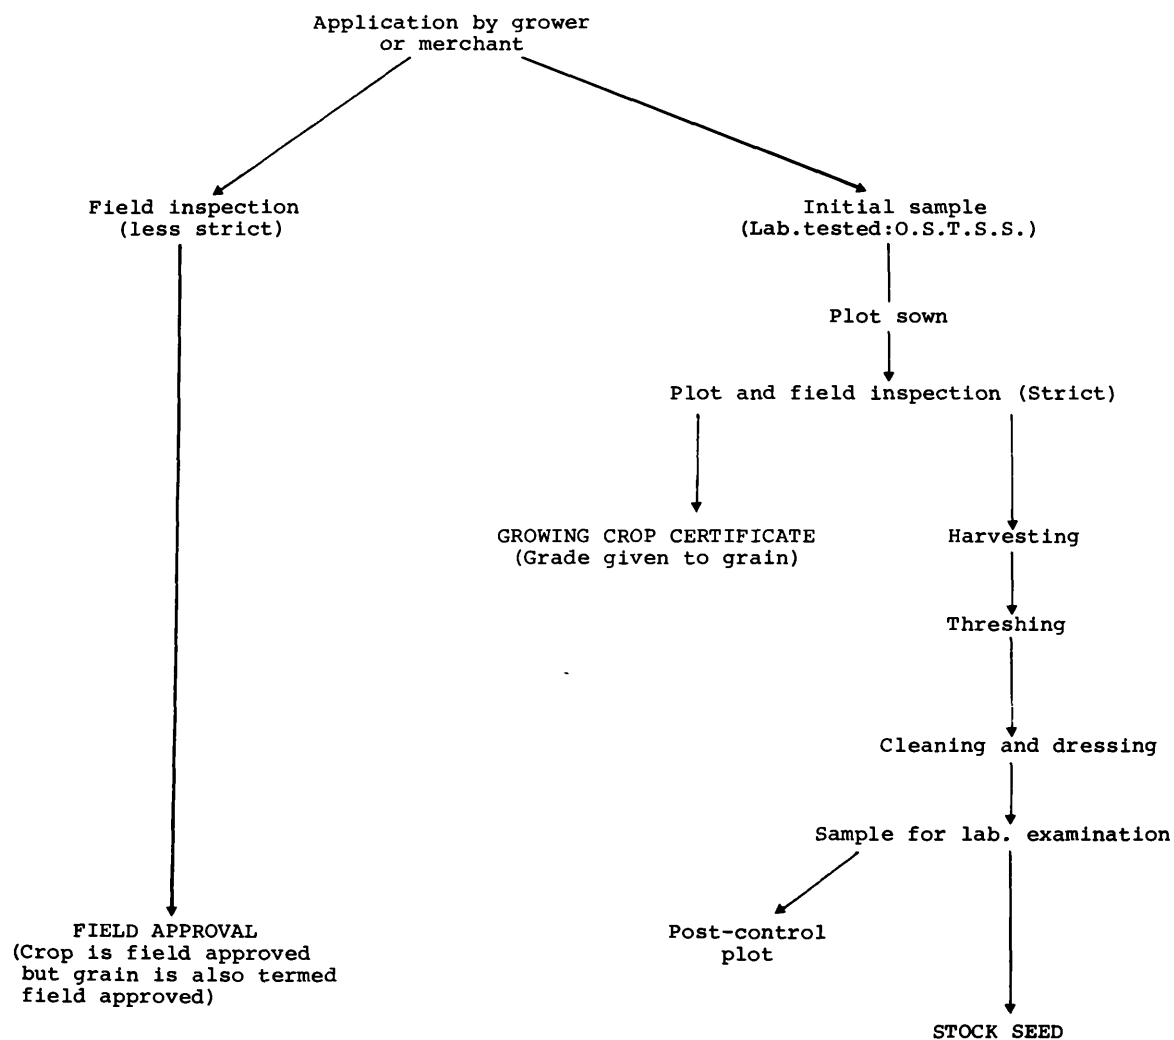 Application by grower
or merchant
Field inspection
(less strict)
Initial sample
(Lab.tested:O.S.T.S.S.)
Plot sown
Plot and field inspection (Strict)
GROWING CROP CERTIFICATE
(Grade given to grain)
Harvesting
Threshing
Cleaning and dressing
Sample for lab. examination
FIELD APPROVAL
(Crop is field approved
but grain is also termed
field approved)
Post-control
plot
STOCK SEED